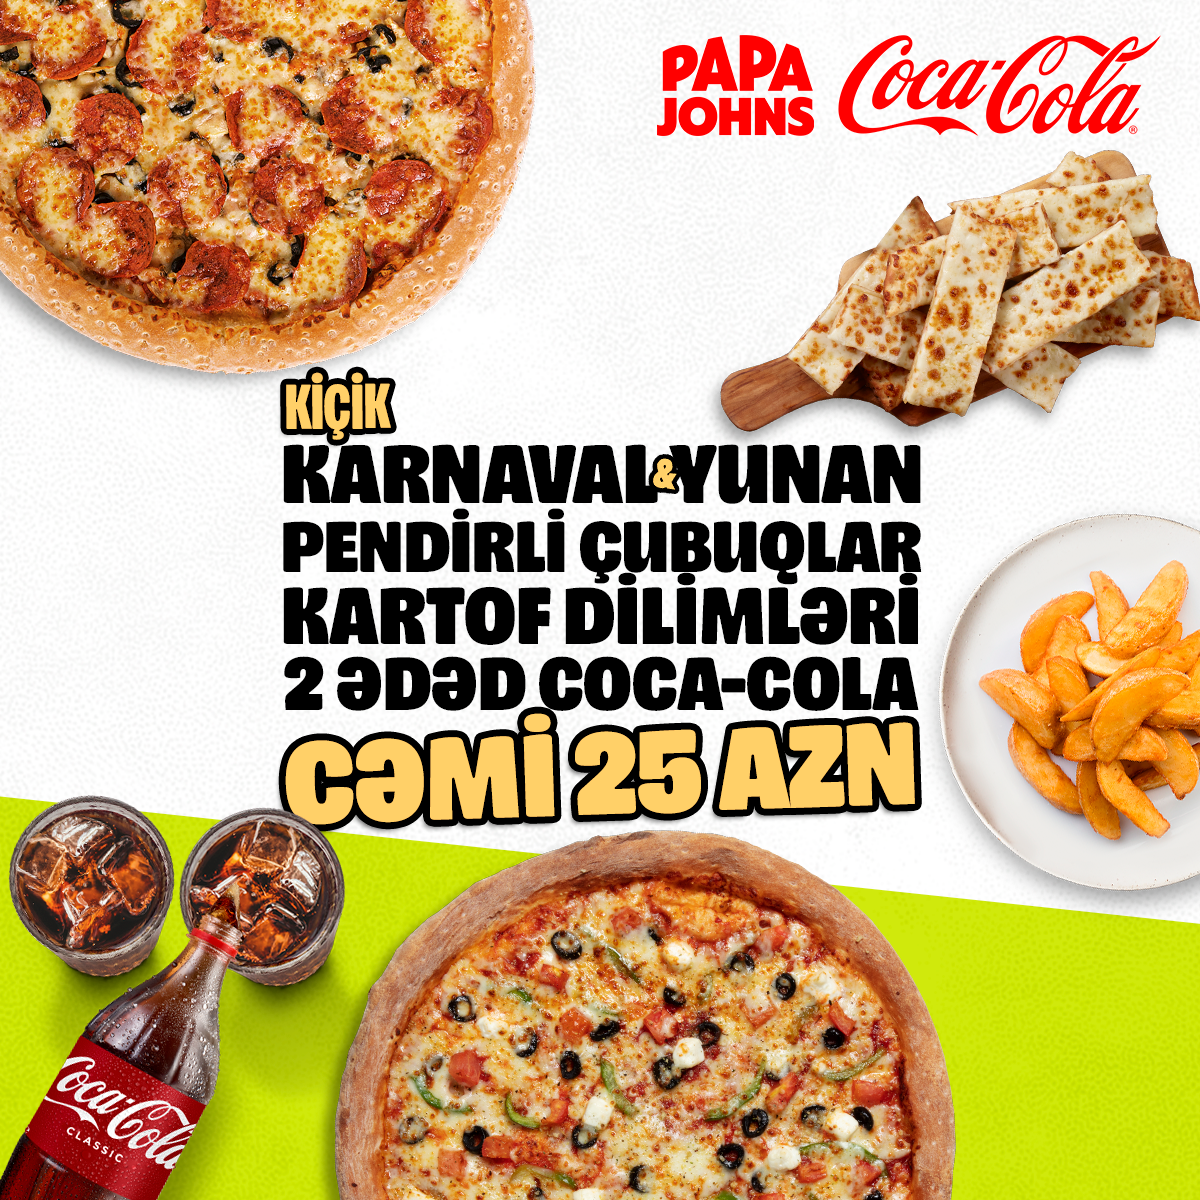 PAPA
JOHNS
Coca-Cola®
KİÇİK
KARNAVAL & YUNAN
PENDİRLİ ÇUBUQLAR
KARTOF DİLİMLƏRİ
2 ƏDƏD COCA-COLA
CƏMİ 25 AZN
Coca-Cola
CLASSIC